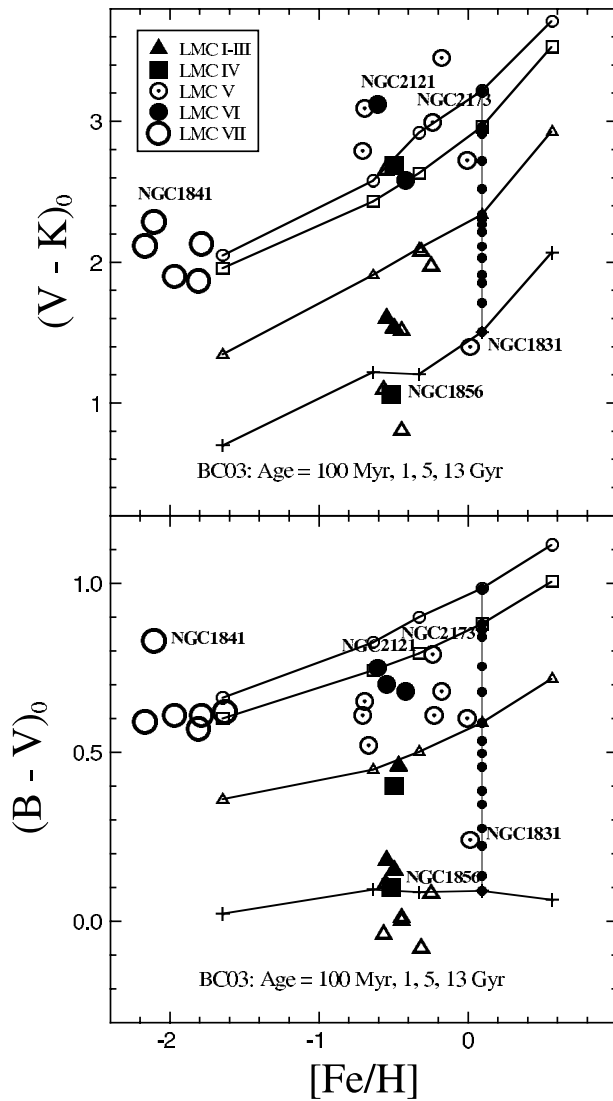 LMC I-III
LMC IV
LMC V
LMC VI
LMC VII
NGC2121
NGC2173
NGC1841
NGC1831
NGC1856
BC03: Age = 100 Myr, 1, 5, 13 Gyr
3
2
1
(V - K)0
NGC1841
NGC2173
NGC2121
NGC1831
NGC1856
BC03: Age = 100 Myr, 1, 5, 13 Gyr
1.0
0.5
0.0
(B - V)0
-2
-1
0
[Fe/H]